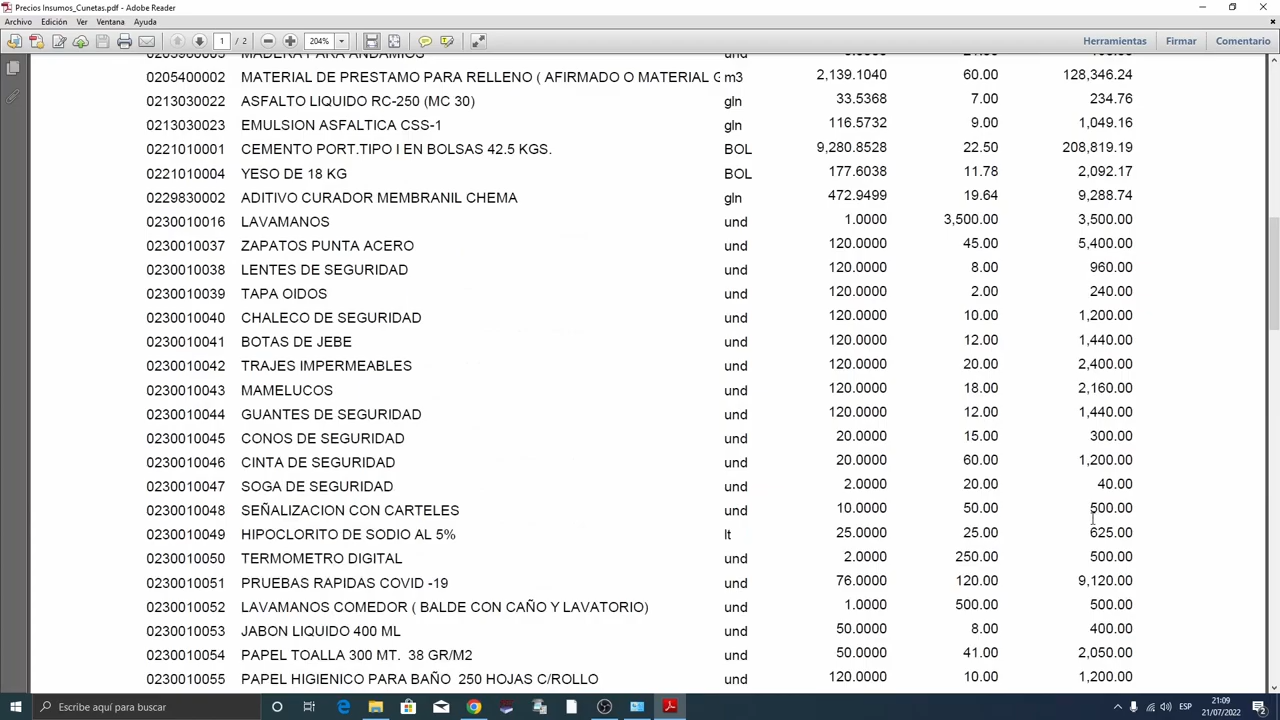 Precios Insumos_Cunetas.pdf - Adobe Reader
Archivo Edición Ver Ventana Ayuda
1 / 2 204% Herramientas Firmar Comentario
0205400002 MATERIAL DE PRESTAMO PARA RELLENO ( AFIRMADO O MATERIAL G m3 2,139.1040 60.00 128,346.24
0213030022 ASFALTO LIQUIDO RC-250 (MC 30) gln 33.5368 7.00 234.76
0213030023 EMULSION ASFALTICA CSS-1 gln 116.5732 9.00 1,049.16
0221010001 CEMENTO PORT.TIPO I EN BOLSAS 42.5 KGS. BOL 9,280.8528 22.50 208,819.19
0221010004 YESO DE 18 KG BOL 177.6038 11.78 2,092.17
0229830002 ADITIVO CURADOR MEMBRANIL CHEMA gln 472.9499 19.64 9,288.74
0230010016 LAVAMANOS und 1.0000 3,500.00 3,500.00
0230010037 ZAPATOS PUNTA ACERO und 120.0000 45.00 5,400.00
0230010038 LENTES DE SEGURIDAD und 120.0000 8.00 960.00
0230010039 TAPA OIDOS und 120.0000 2.00 240.00
0230010040 CHALECO DE SEGURIDAD und 120.0000 10.00 1,200.00
0230010041 BOTAS DE JEBE und 120.0000 12.00 1,440.00
0230010042 TRAJES IMPERMEABLES und 120.0000 20.00 2,400.00
0230010043 MAMELUCOS und 120.0000 18.00 2,160.00
0230010044 GUANTES DE SEGURIDAD und 120.0000 12.00 1,440.00
0230010045 CONOS DE SEGURIDAD und 20.0000 15.00 300.00
0230010046 CINTA DE SEGURIDAD und 20.0000 60.00 1,200.00
0230010047 SOGA DE SEGURIDAD und 2.0000 20.00 40.00
0230010048 SEÑALIZACION CON CARTELES und 10.0000 50.00 500.00
0230010049 HIPOCLORITO DE SODIO AL 5% lt 25.0000 25.00 625.00
0230010050 TERMOMETRO DIGITAL und 2.0000 250.00 500.00
0230010051 PRUEBAS RAPIDAS COVID -19 und 76.0000 120.00 9,120.00
0230010052 LAVAMANOS COMEDOR ( BALDE CON CAÑO Y LAVATORIO) und 1.0000 500.00 500.00
0230010053 JABON LIQUIDO 400 ML und 50.0000 8.00 400.00
0230010054 PAPEL TOALLA 300 MT. 38 GR/M2 und 50.0000 41.00 2,050.00
0230010055 PAPEL HIGIENICO PARA BAÑO 250 HOJAS C/ROLLO und 120.0000 10.00 1,200.00
Escribe aquí para buscar ESP 21:09
21/07/2022 2